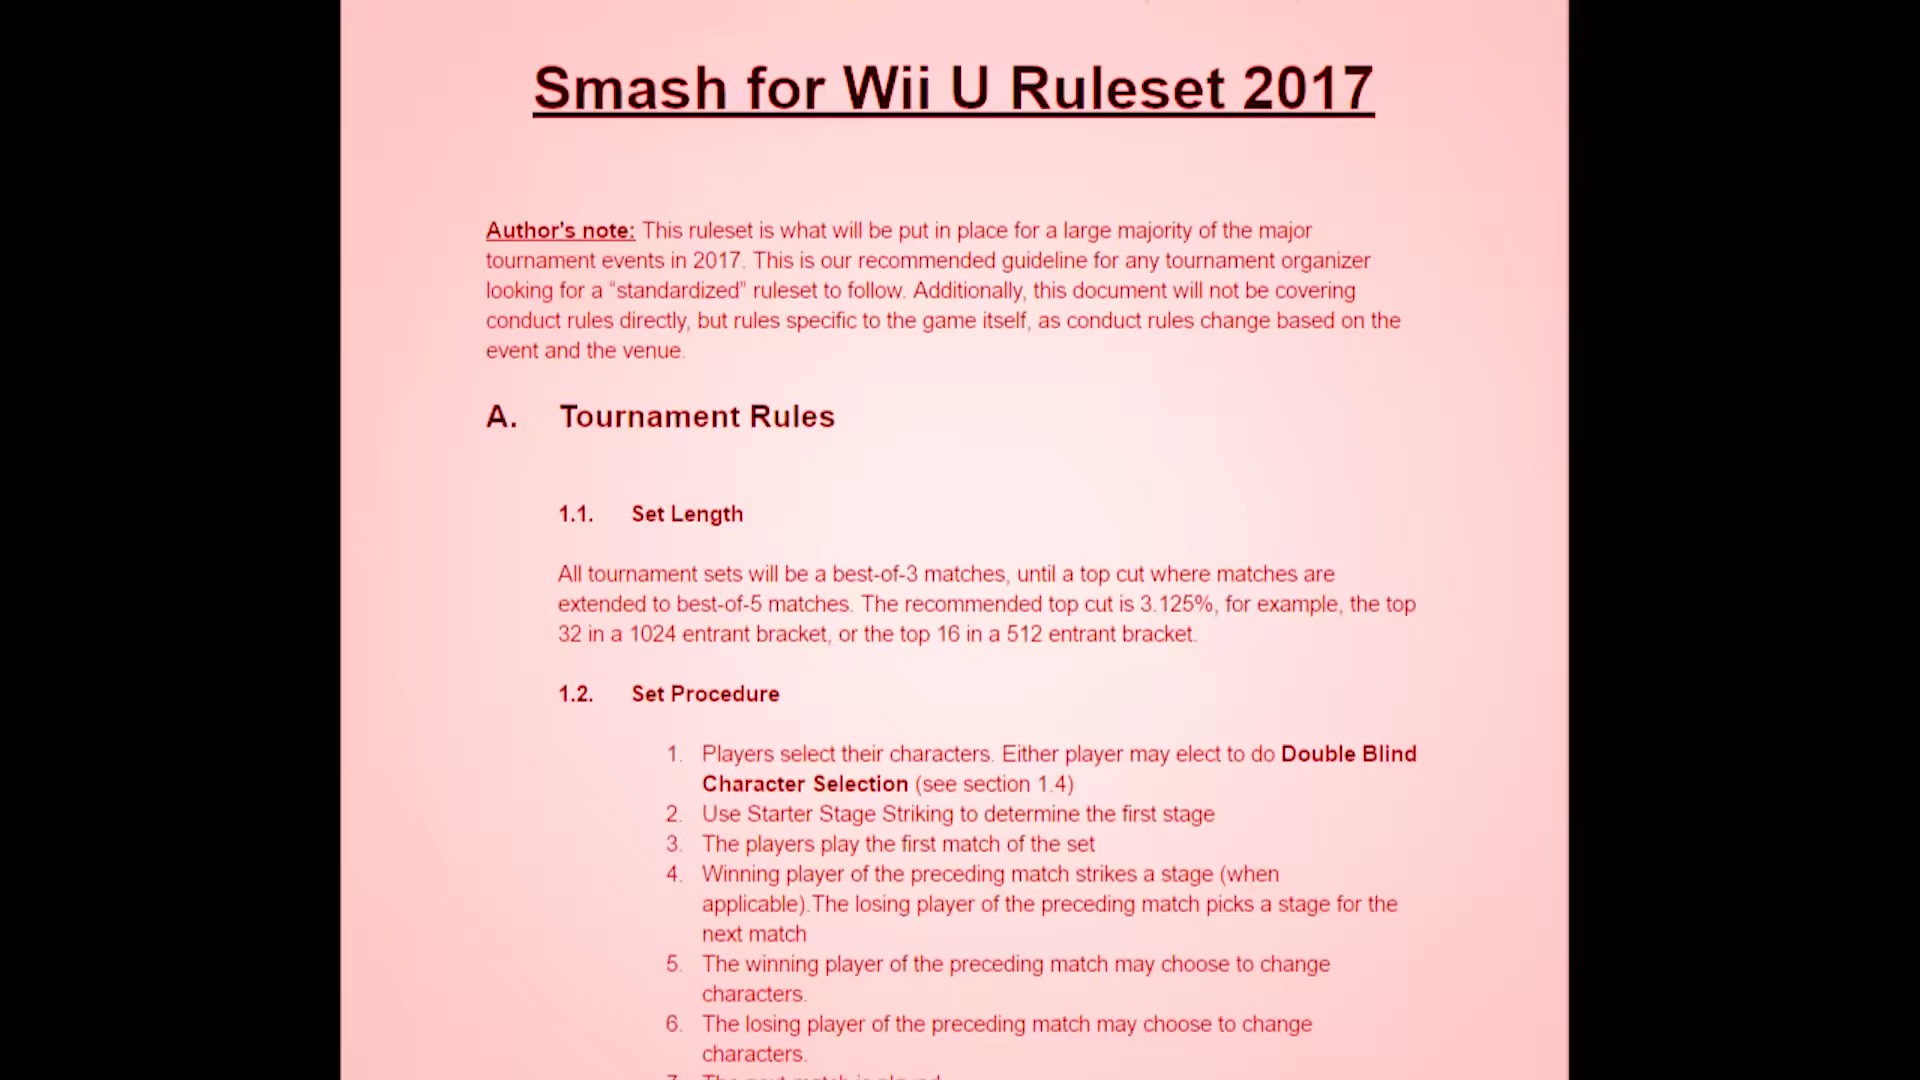 Smash for Wii U Ruleset 2017
Author's note: This ruleset is what will be put in place for a large majority of the major
tournament events in 2017. This is our recommended guideline for any tournament organizer
looking for a "standardized" ruleset to follow. Additionally, this document will not be covering
conduct rules directly, but rules specific to the game itself, as conduct rules change based on the
event and the venue.
A. Tournament Rules
1.1. Set Length
All tournament sets will be a best-of-3 matches, until a top cut where matches are
extended to best-of-5 matches. The recommended top cut is 3.125%, for example, the top
32 in a 1024 entrant bracket, or the top 16 in a 512 entrant bracket.
1.2. Set Procedure
1. Players select their characters. Either player may elect to do Double Blind
Character Selection (see section 1.4)
2. Use Starter Stage Striking to determine the first stage
3. The players play the first match of the set
4. Winning player of the preceding match strikes a stage (when
applicable).The losing player of the preceding match picks a stage for the
next match
5. The winning player of the preceding match may choose to change
characters.
6. The losing player of the preceding match may choose to change
characters.